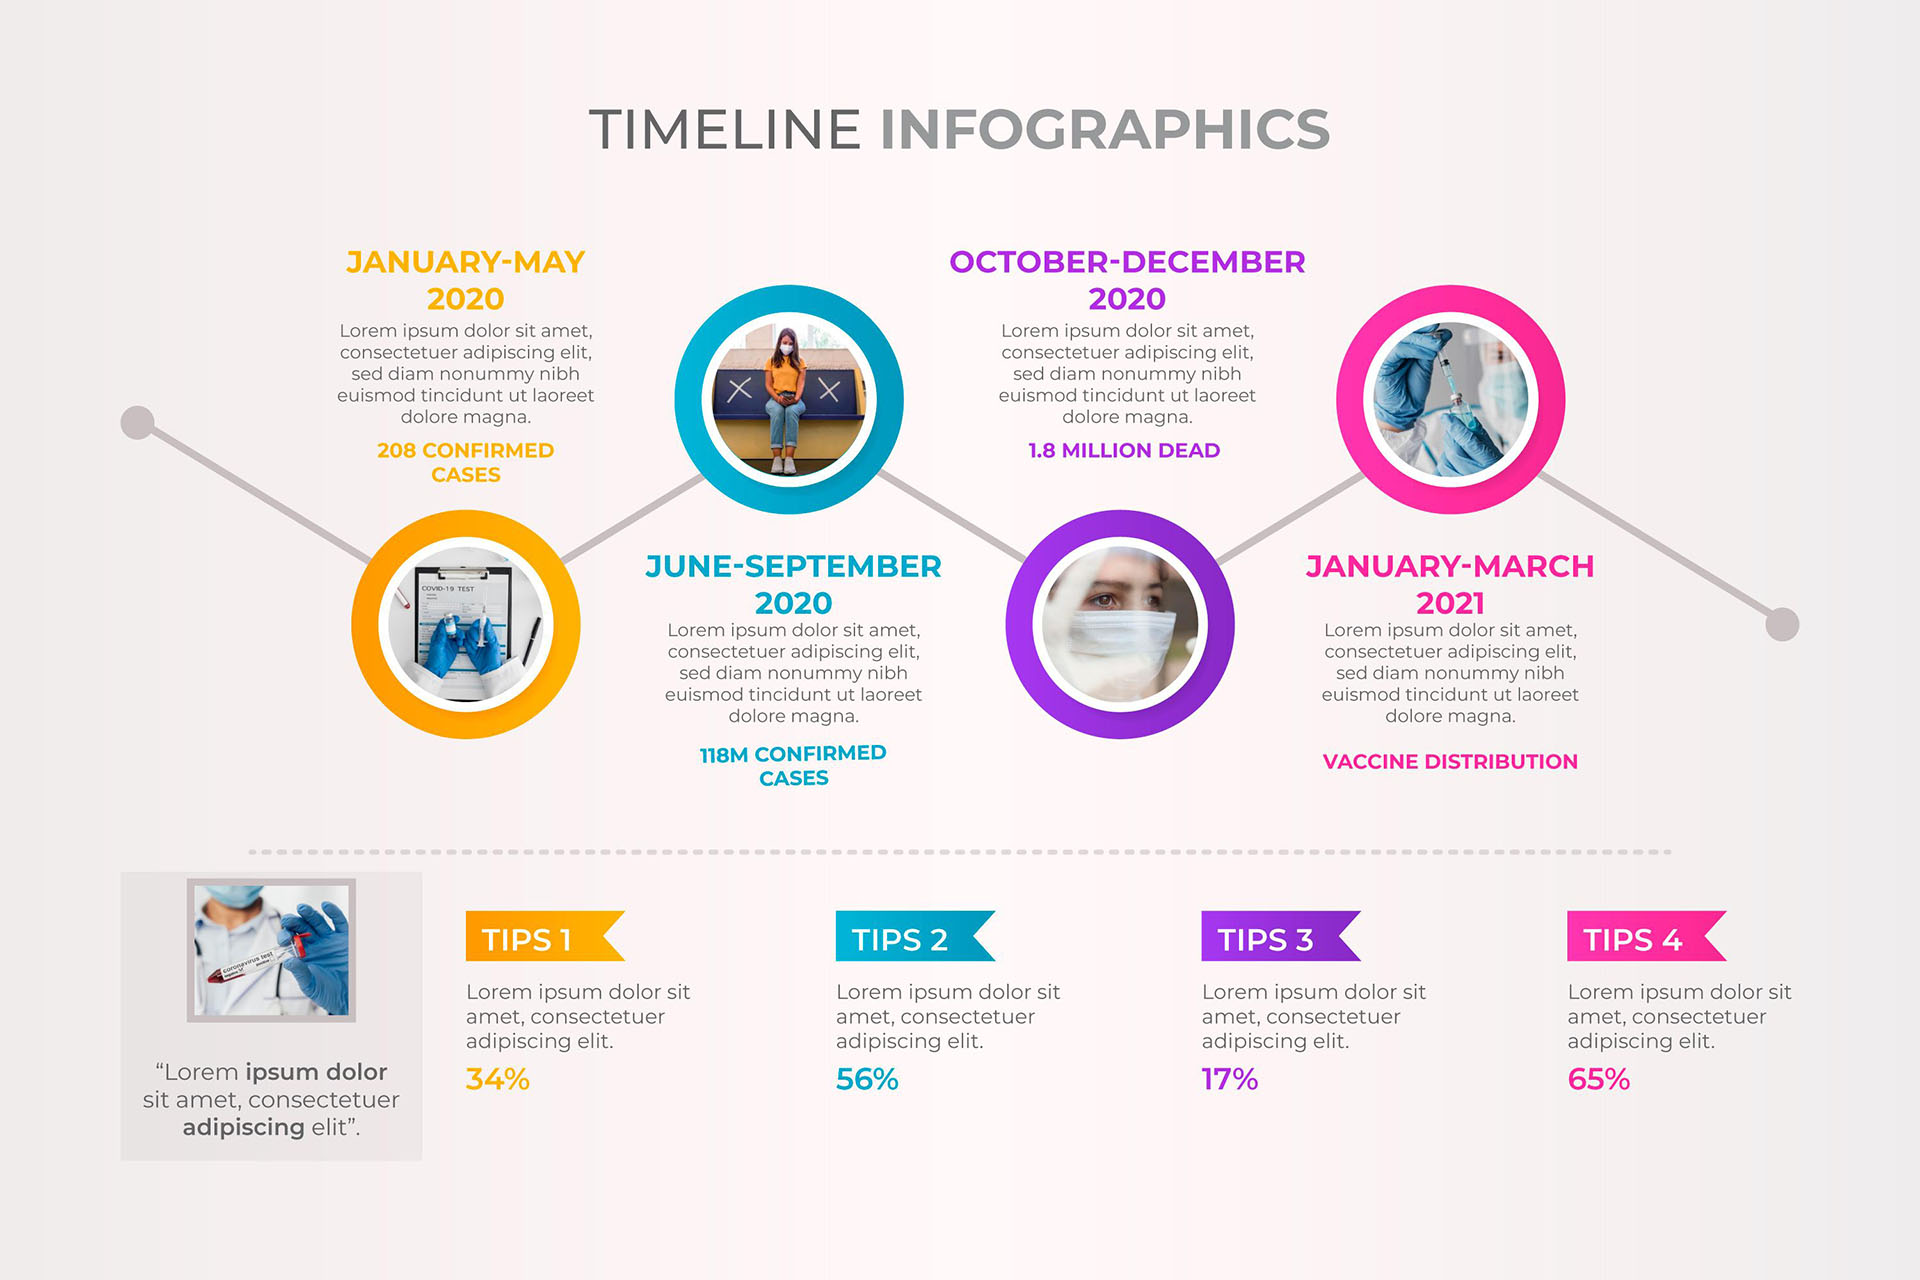 TIMELINE INFOGRAPHICS
JANUARY-MAY
2020
Lorem ipsum dolor sit amet,
consectetuer adipiscing elit,
sed diam nonummy nibh
euismod tincidunt ut laoreet
dolore magna.
208 CONFIRMED
CASES
COVID-19 TEST
JUNE-SEPTEMBER
2020
Lorem ipsum dolor sit amet,
consectetuer adipiscing elit,
sed diam nonummy nibh
euismod tincidunt ut laoreet
dolore magna.
118M CONFIRMED
CASES
OCTOBER-DECEMBER
2020
Lorem ipsum dolor sit amet,
consectetuer adipiscing elit,
sed diam nonummy nibh
euismod tincidunt ut laoreet
dolore magna.
1.8 MILLION DEAD
JANUARY-MARCH
2021
Lorem ipsum dolor sit amet,
consectetuer adipiscing elit,
sed diam nonummy nibh
euismod tincidunt ut laoreet
dolore magna.
VACCINE DISTRIBUTION
coronavirus test
“Lorem ipsum dolor
sit amet, consectetuer
adipiscing elit”.
TIPS 1
Lorem ipsum dolor sit
amet, consectetuer
adipiscing elit.
34%
TIPS 2
Lorem ipsum dolor sit
amet, consectetuer
adipiscing elit.
56%
TIPS 3
Lorem ipsum dolor sit
amet, consectetuer
adipiscing elit.
17%
TIPS 4
Lorem ipsum dolor sit
amet, consectetuer
adipiscing elit.
65%